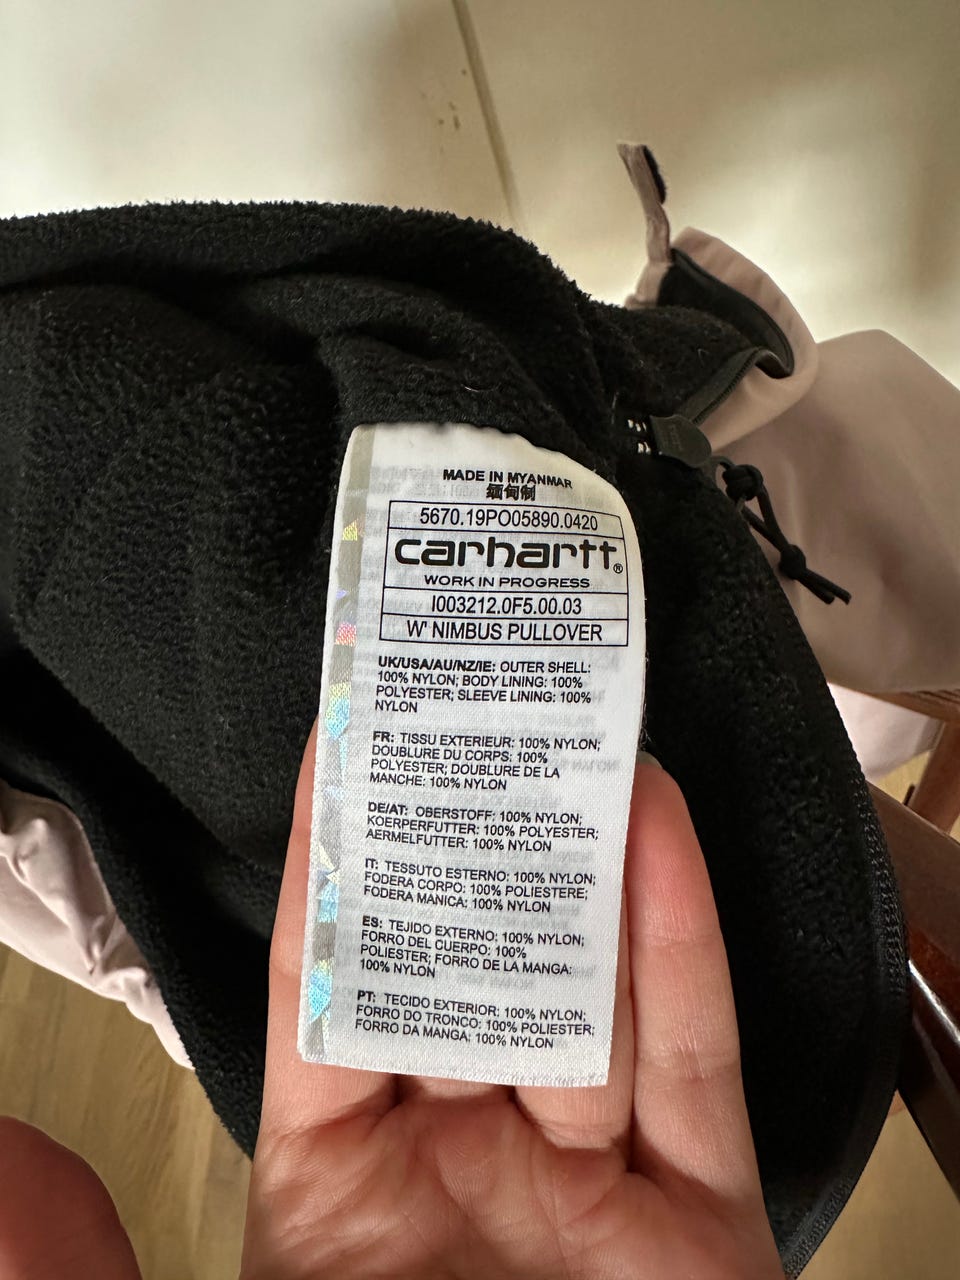 MADE IN MYANMAR
缅甸制
5670.19PO05890.0420
carhartt®
WORK IN PROGRESS
I003212.0F5.00.03
W' NIMBUS PULLOVER
UK/USA/AU/NZ/IE: OUTER SHELL:
100% NYLON; BODY LINING: 100%
POLYESTER; SLEEVE LINING: 100%
NYLON
FR: TISSU EXTERIEUR: 100% NYLON;
DOUBLURE DU CORPS: 100%
POLYESTER; DOUBLURE DE LA
MANCHE: 100% NYLON
DE/AT: OBERSTOFF: 100% NYLON;
KOERPERFUTTER: 100% POLYESTER;
AERMELFUTTER: 100% NYLON
IT: TESSUTO ESTERNO: 100% NYLON;
FODERA CORPO: 100% POLIESTERE;
FODERA MANICA: 100% NYLON
ES: TEJIDO EXTERNO: 100% NYLON;
FORRO DEL CUERPO: 100%
POLIESTER; FORRO DE LA MANGA:
100% NYLON
PT: TECIDO EXTERIOR: 100% NYLON;
FORRO DO TRONCO: 100% POLIESTER;
FORRO DA MANGA: 100% NYLON